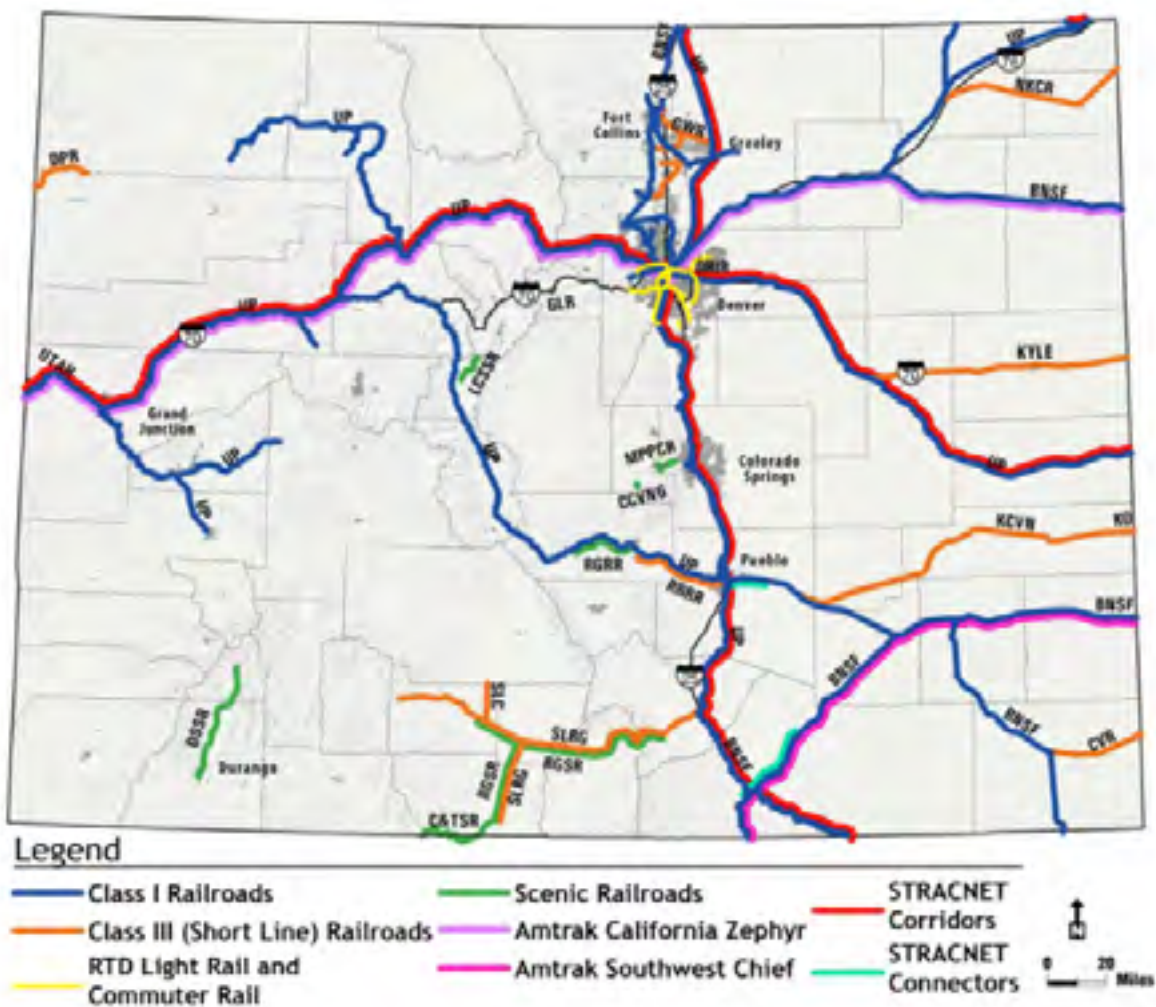 BNSF
UP
UP
NKCR
UP
Fort
Collins
GWR
Greeley
DPR
BNSF
UP
UP
70
GLR
Denver
70
UTAH
LCSSR
KYLE
70
Grand
Junction
UP
UP
MPPCR
Colorado
Springs
CCVNG
UP
UP
KCVN
KO
RGRR
UP
Pueblo
RRRR
BNSF
UP
BNSF
SLC
DSSR
SLRG
RGSR
BNSF
BNSF
CVR
Durango
RGSR
SLRG
C&TSR
Legend
Class I Railroads
Class III (Short Line) Railroads
RTD Light Rail and
Commuter Rail
Scenic Railroads
Amtrak California Zephyr
Amtrak Southwest Chief
STRACNET
Corridors
STRACNET
Connectors
N
0 20
Miles